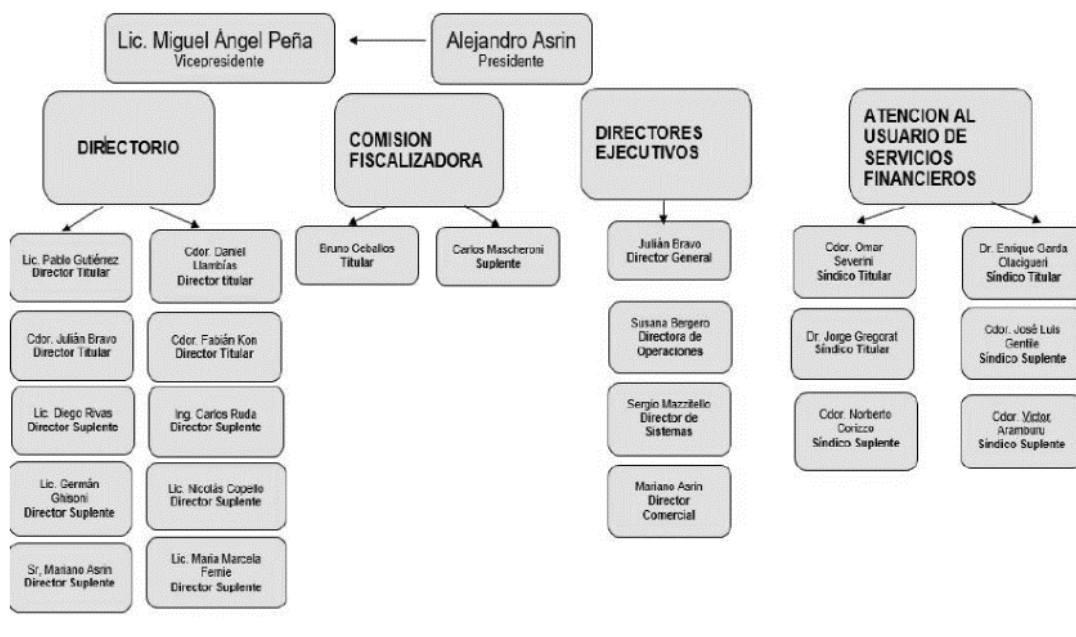 Lic. Miguel Ángel Peña
Vicepresidente
Alejandro Asrin
Presidente
DIRECTORIO
Lic. Pablo Gutiérrez
Director Titular
Cdor. Daniel
Llambías
Director titular
Cdor. Julián Bravo
Director Titular
Cdor. Fabián Kon
Director Titular
Lic. Diego Rivas
Director Suplente
Ing. Carlos Ruda
Director Suplente
Lic. Germán
Ghisoni
Director Suplente
Lic. Nicolás Copello
Director Suplente
Sr, Mariano Asrin
Director Suplente
Lic. Maria Marcela
Fernie
Director Suplente
COMISION
FISCALIZADORA
Bruno Ceballos
Titular
Carlos Mascheroni
Suplente
DIRECTORES
EJECUTIVOS
Julián Bravo
Director General
Susana Bergero
Directora de
Operaciones
Sergio Mazzitello
Director de
Sistemas
Mariano Asrin
Director
Comercial
ATENCION AL
USUARIO DE
SERVICIOS
FINANCIEROS
Cdor. Omar
Severini
Síndico Titular
Dr. Enrique Garda
Olacigueri
Síndico Titular
Dr. Jorge Gregorat
Síndico Titular
Cdor. José Luis
Gentile
Síndico Suplente
Cdor. Norberto
Corizzo
Síndico Suplente
Cdor. Victor
Aramburu
Síndico Suplente